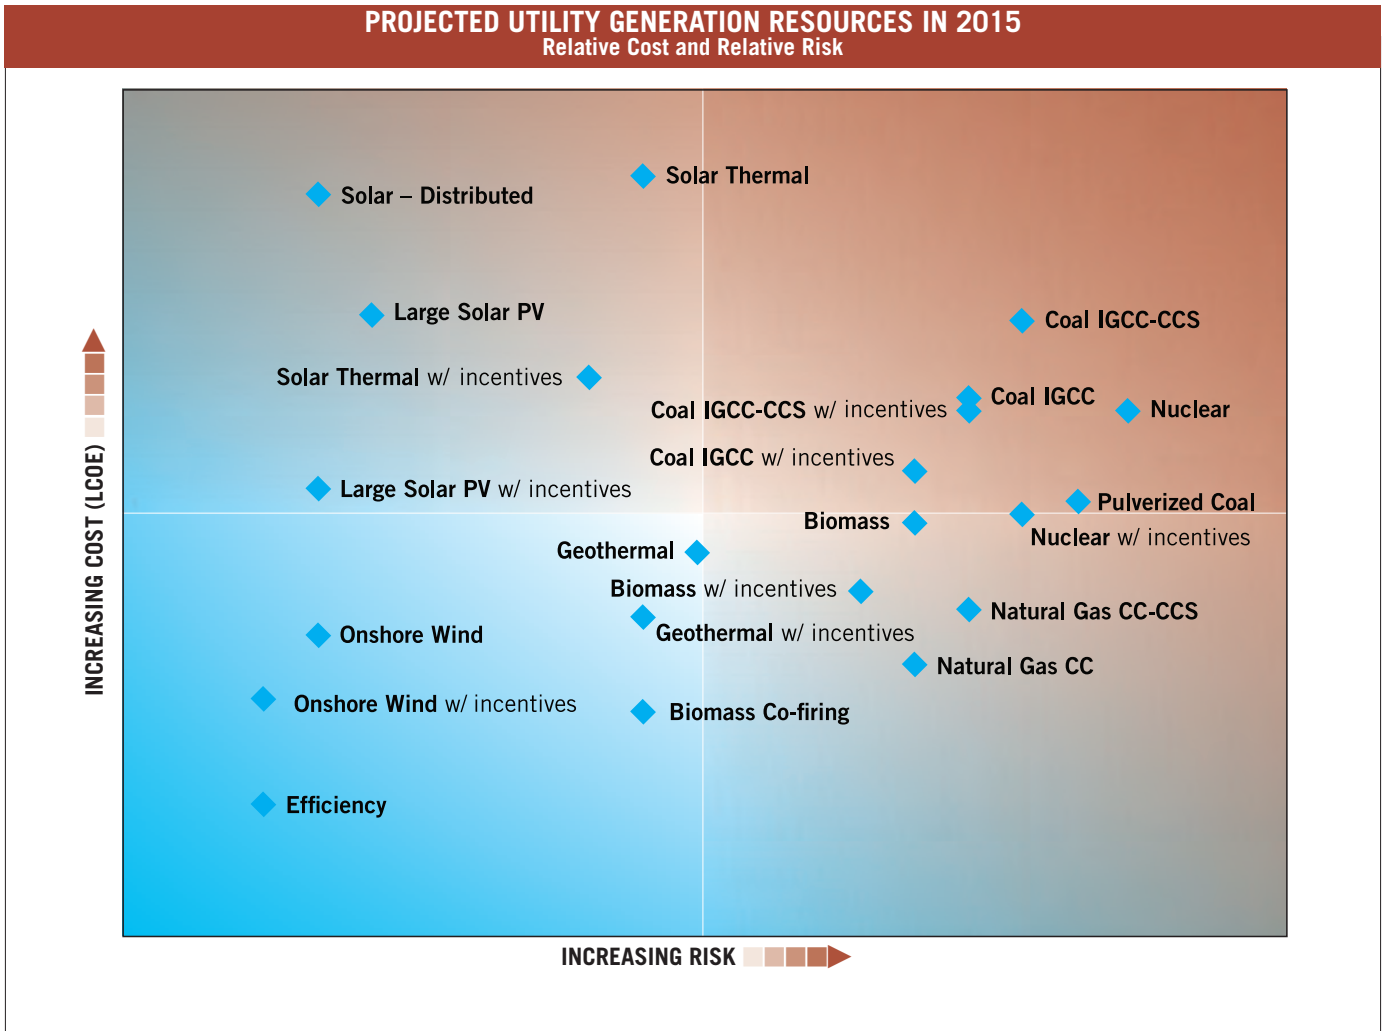 PROJECTED UTILITY GENERATION RESOURCES IN 2015
Relative Cost and Relative Risk
Solar Thermal
Solar – Distributed
Large Solar PV
Coal IGCC-CCS
Solar Thermal w/ incentives
Coal IGCC
Coal IGCC-CCS w/ incentives
Nuclear
Coal IGCC w/ incentives
Large Solar PV w/ incentives
Pulverized Coal
Biomass
Nuclear w/ incentives
Geothermal
Biomass w/ incentives
Natural Gas CC-CCS
Geothermal w/ incentives
Onshore Wind
Natural Gas CC
Onshore Wind w/ incentives
Biomass Co-firing
Efficiency
INCREASING COST (LCOE)
INCREASING RISK